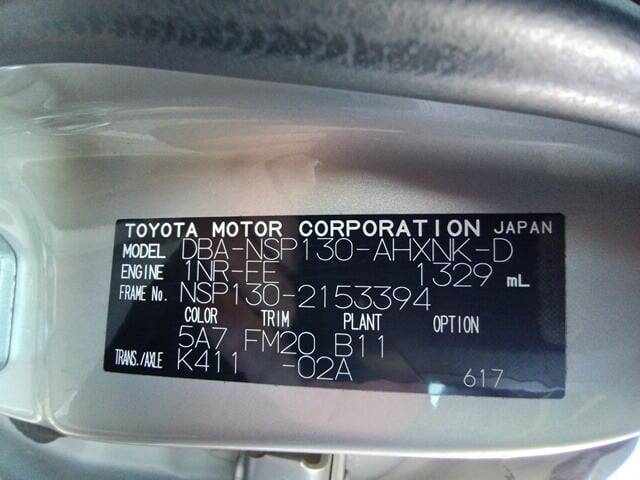 TOYOTA MOTOR CORPORATION JAPAN
MODEL DBA-NSP130-AHXNK-D
ENGINE 1NR-FE 1329 mL
FRAME No. NSP130-2153394
COLOR TRIM PLANT OPTION
5A7 FM20 B11
TRANS./AXLE K411 -02A
617